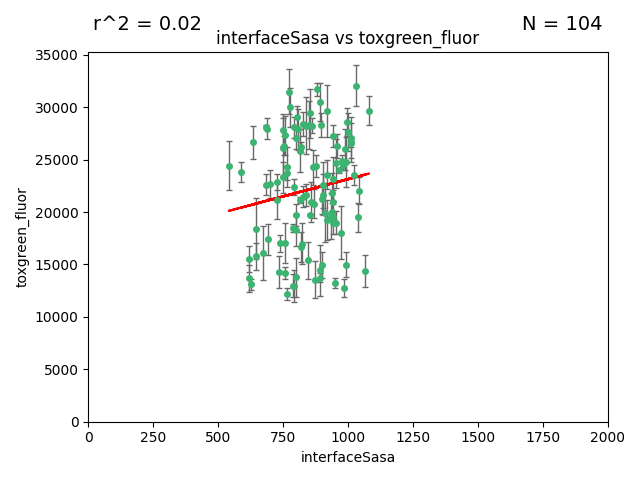 r^2 = 0.02
N = 104
interfaceSasa vs toxgreen_fluor
35000
30000
25000
20000
15000
10000
5000
0
toxgreen_fluor
0 250 500 750 1000 1250 1500 1750 2000
interfaceSasa